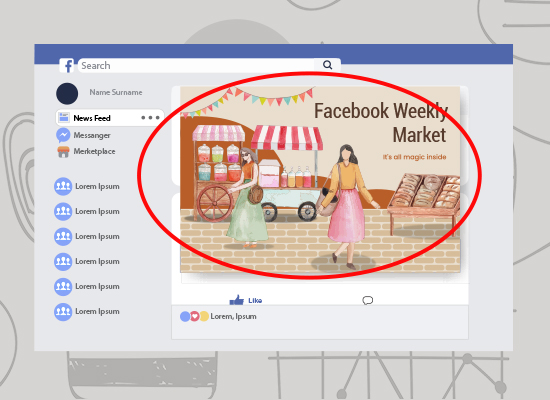 f Search
Name Surname
News Feed
Messanger
Merketplace
Lorem Ipsum
Lorem Ipsum
Lorem Ipsum
Lorem Ipsum
Lorem Ipsum
Lorem Ipsum
Facebook Weekly
Market
it's all magic inside
Like
Lorem, Ipsum